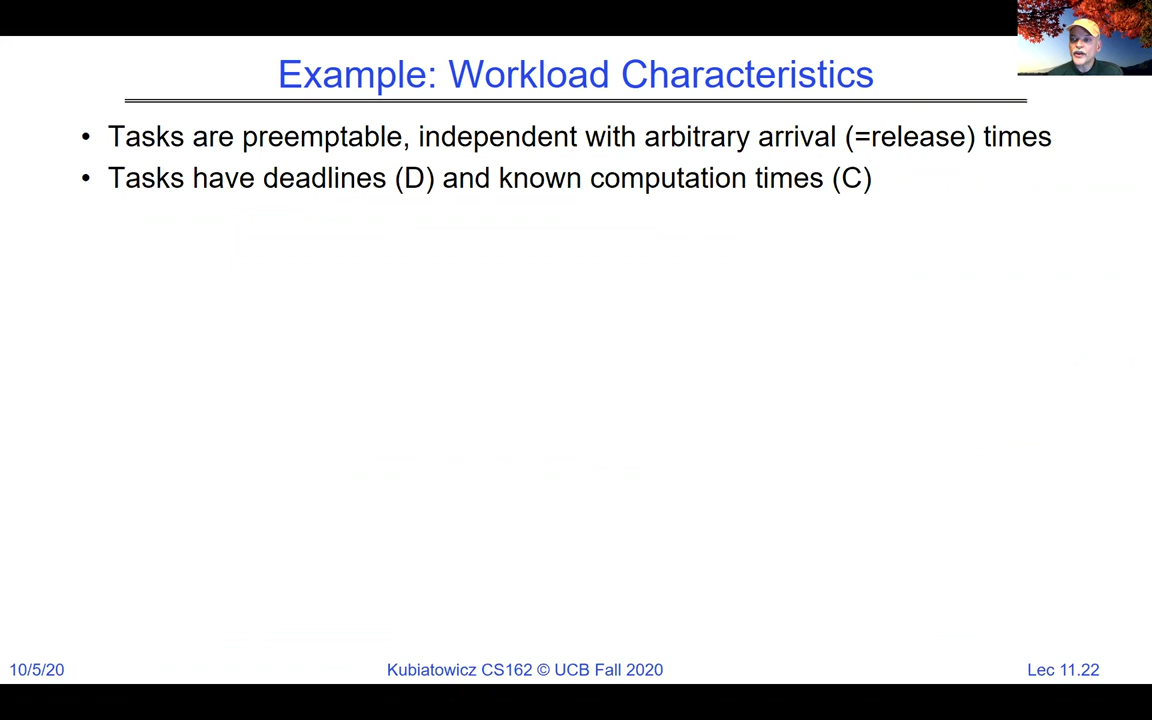 Example: Workload Characteristics
• Tasks are preemptable, independent with arbitrary arrival (=release) times
• Tasks have deadlines (D) and known computation times (C)
10/5/20
Kubiatowicz CS162 © UCB Fall 2020
Lec 11.22